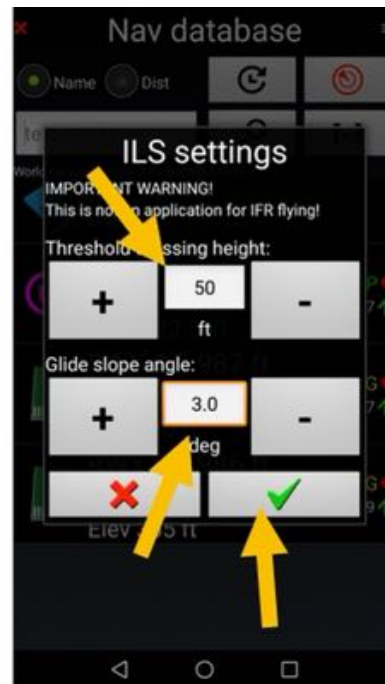 Nav database
Name Dist
ILS settings
World
IMPORTANT WARNING!
This is not an application for IFR flying!
Threshold crossing height:
+ 50 -
ft
Glide slope angle:
+ 3.0 -
deg
Elev
ft